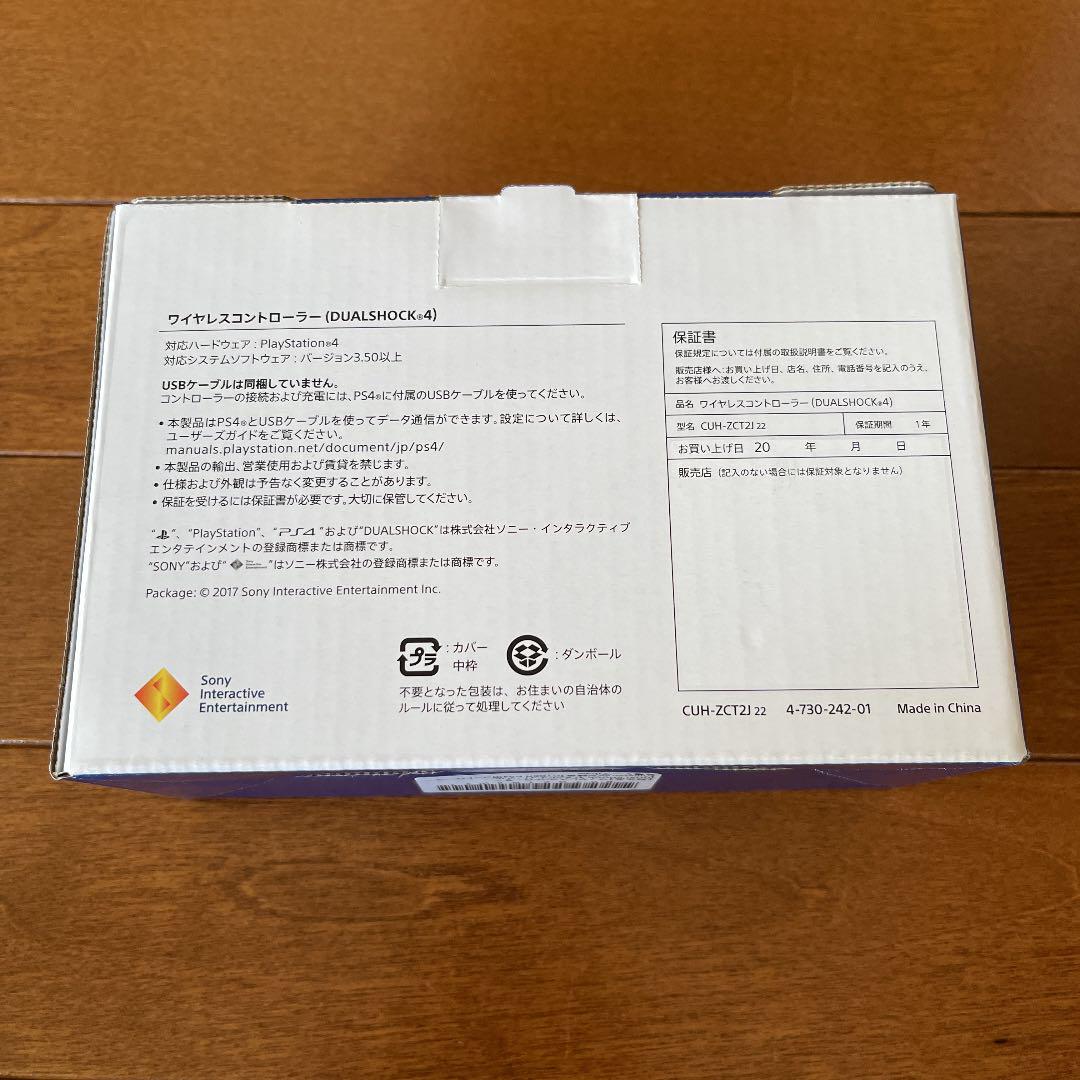 ワイヤレスコントローラー (DUALSHOCK®4)
対応ハードウェア : PlayStation®4
対応システムソフトウェア : バージョン3.50以上
USBケーブルは同梱していません。
コントローラーの接続および充電には、PS4®に付属のUSBケーブルを使ってください。
・本製品はPS4®とUSBケーブルを使ってデータ通信ができます。設定について詳しくは、
ユーザーズガイドをご覧ください。
manuals.playstation.net/document/jp/ps4/
・本製品の輸出、営業使用および賃貸を禁じます。
・仕様および外観は予告なく変更することがあります。
・保証を受けるには保証書が必要です。大切に保管してください。
“ ”、“PlayStation”、“PS4”および“DUALSHOCK”は株式会社ソニー・インタラクティブ
エンタテインメントの登録商標または商標です。
“SONY”および“ ”はソニー株式会社の登録商標または商標です。
Package: © 2017 Sony Interactive Entertainment Inc.
プラ : カバー
中枠
: ダンボール
不要となった包装は、お住まいの自治体の
ルールに従って処理してください
Sony
Interactive
Entertainment
保証書
保証規定については付属の取扱説明書をご覧ください。
販売店様へ:お買い上げ日、店名、住所、電話番号を記入のうえ、
お客様へお渡しください。
品名 ワイヤレスコントローラー (DUALSHOCK®4)
型名 CUH-ZCT2J 22 保証期間 1年
お買い上げ日 20 年 月 日
販売店 (記入のない場合には保証対象となりません)
CUH-ZCT2J 22 4-730-242-01 Made in China